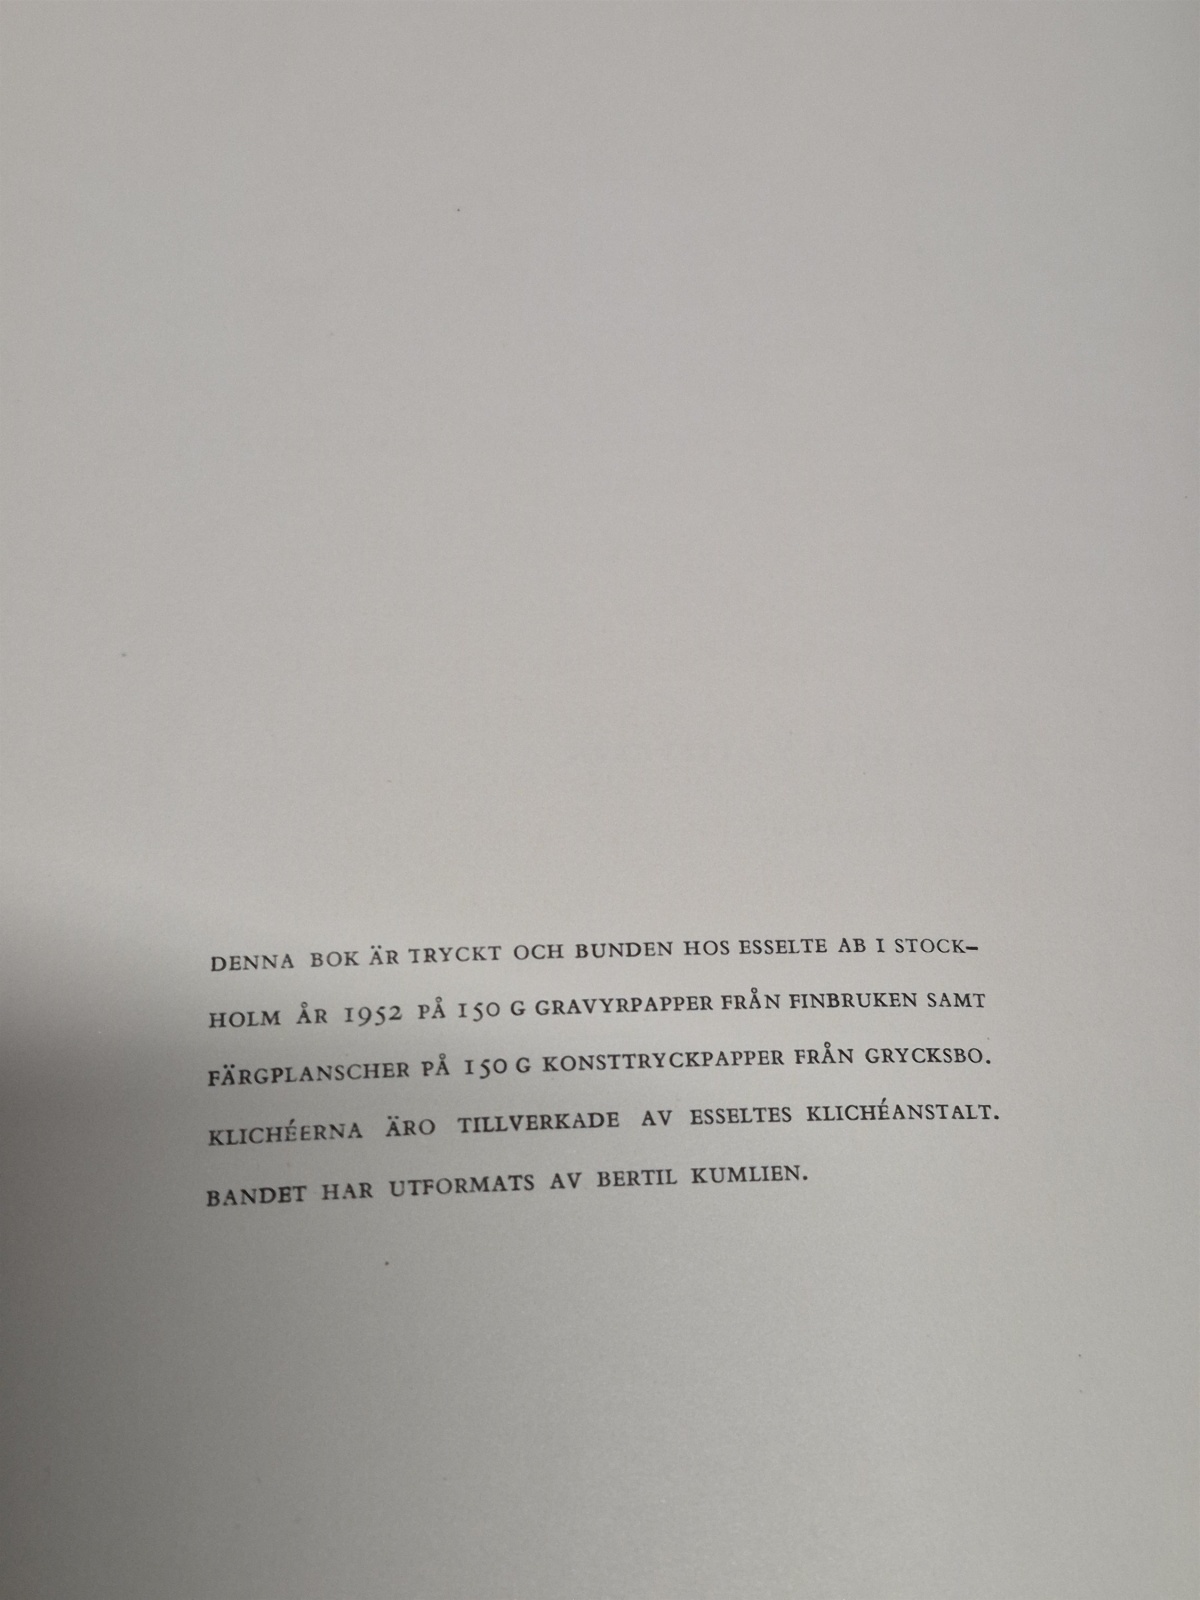 DENNA BOK ÄR TRYCKT OCH BUNDEN HOS ESSELTE AB I STOCK-
HOLM ÅR 1952 PÅ 150 G GRAVYRPAPPER FRÅN FINBRUKEN SAMT
FÄRGPLANSCHER PÅ 150 G KONSTTRYCKPAPPER FRÅN GRYCKSBO.
KLICHÉERNA ÄRO TILLVERKADE AV ESSELTES KLICHÉANSTALT.
BANDET HAR UTFORMATS AV BERTIL KUMLIEN.